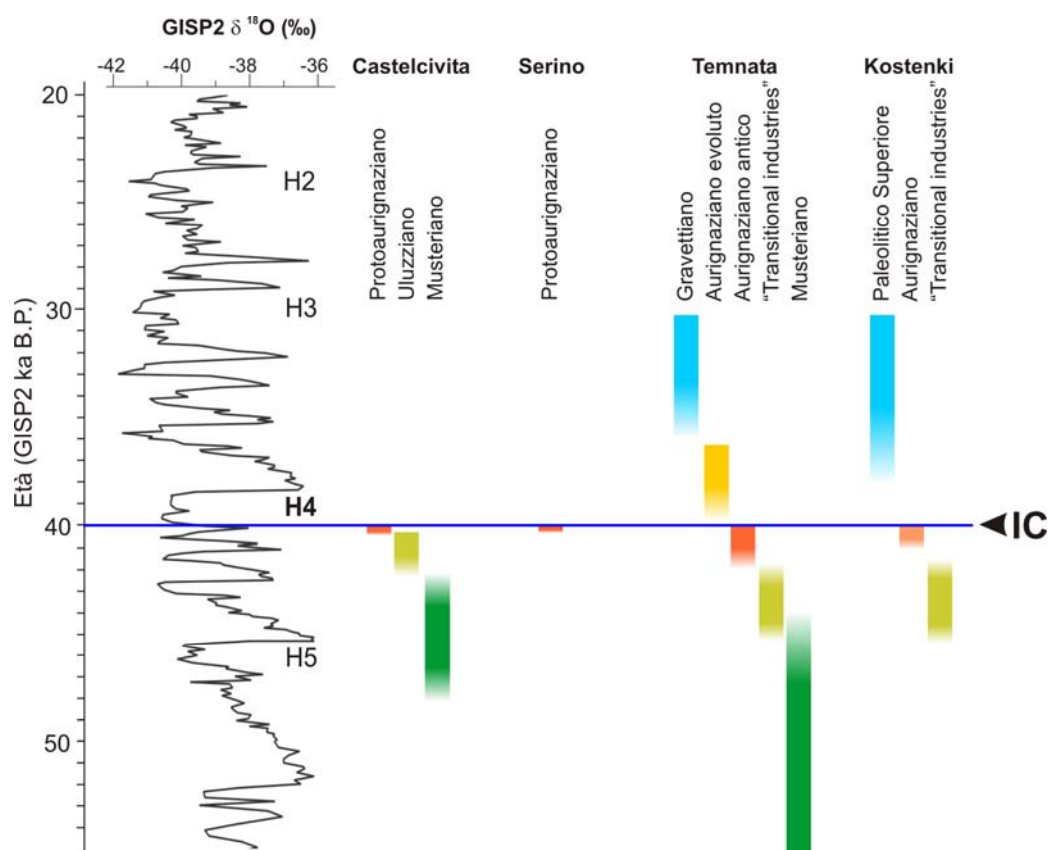 GISP2 δ ¹⁸O (‰)
-42 -40 -38 -36
Castelcivita
Serino
Temnata
Kostenki
Protoaurignaziano
Uluzziano
Musteriano
Protoaurignaziano
Gravettiano
Aurignaziano evoluto
Aurignaziano antico
“Transitional industries”
Musteriano
Paleolitico Superiore
Aurignaziano
“Transitional industries”
Età (GISP2 ka B.P.)
20
30
40
50
H2
H3
H4
H5
IC